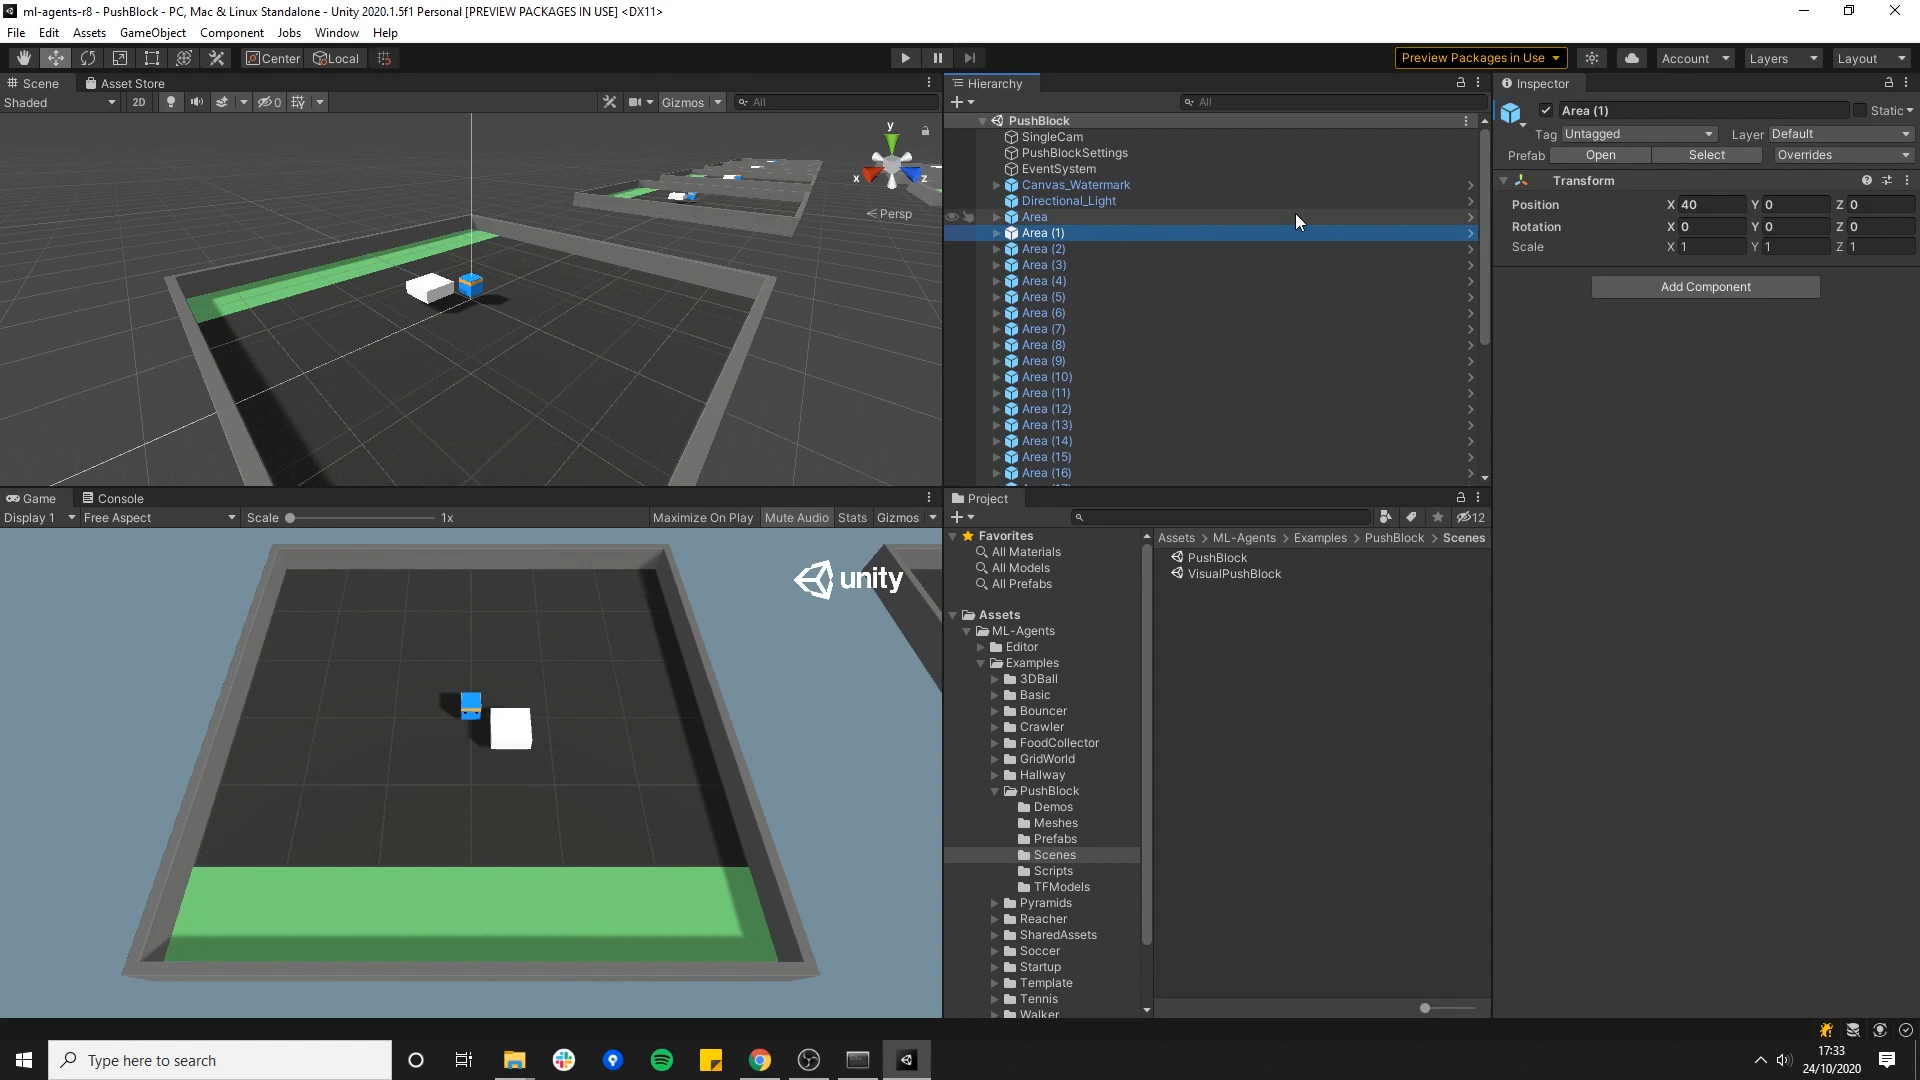 ml-agents-r8 - PushBlock - PC, Mac & Linux Standalone - Unity 2020.1.5f1 Personal [PREVIEW PACKAGES IN USE] <DX11>
File Edit Assets GameObject Component Jobs Window Help
Center Local Preview Packages in Use Account Layers Layout
Scene Asset Store
Shaded 2D 0 Gizmos All
y
x z
Persp
Hierarchy
All
PushBlock
SingleCam
PushBlockSettings
EventSystem
Canvas_Watermark
Directional_Light
Area
Area (1)
Area (2)
Area (3)
Area (4)
Area (5)
Area (6)
Area (7)
Area (8)
Area (9)
Area (10)
Area (11)
Area (12)
Area (13)
Area (14)
Area (15)
Area (16)
Inspector
Area (1) Static
Tag Untagged Layer Default
Prefab Open Select Overrides
Transform
Position X 40 Y 0 Z 0
Rotation X 0 Y 0 Z 0
Scale X 1 Y 1 Z 1
Add Component
Game Console
Display 1 Free Aspect Scale 1x Maximize On Play Mute Audio Stats Gizmos
unity
Project
12
Favorites
All Materials
All Models
All Prefabs
Assets
ML-Agents
Editor
Examples
3DBall
Basic
Bouncer
Crawler
FoodCollector
GridWorld
Hallway
PushBlock
Demos
Meshes
Prefabs
Scenes
Scripts
TFModels
Pyramids
Reacher
SharedAssets
Soccer
Startup
Template
Tennis
Walker
Assets > ML-Agents > Examples > PushBlock > Scenes
PushBlock
VisualPushBlock
Type here to search
17:33
24/10/2020